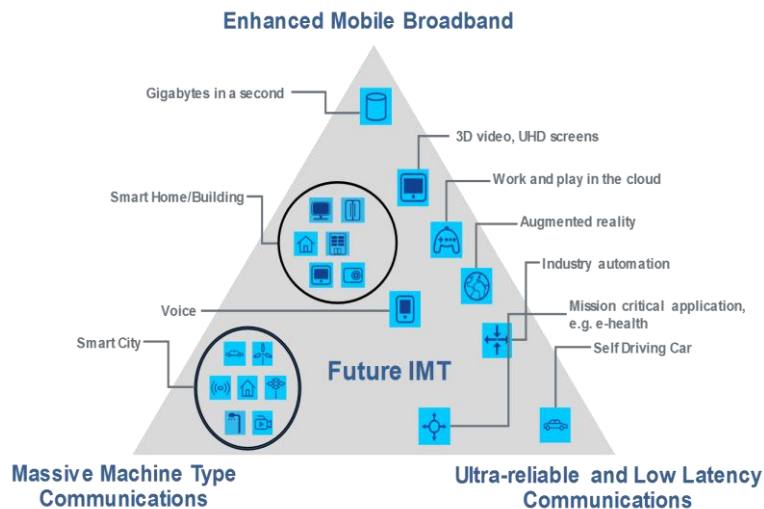 Enhanced Mobile Broadband
Gigabytes in a second
3D video, UHD screens
Work and play in the cloud
Smart Home/Building
Augmented reality
Industry automation
Mission critical application,
e.g. e-health
Voice
Smart City
Self Driving Car
Future IMT
Massive Machine Type
Communications
Ultra-reliable and Low Latency
Communications